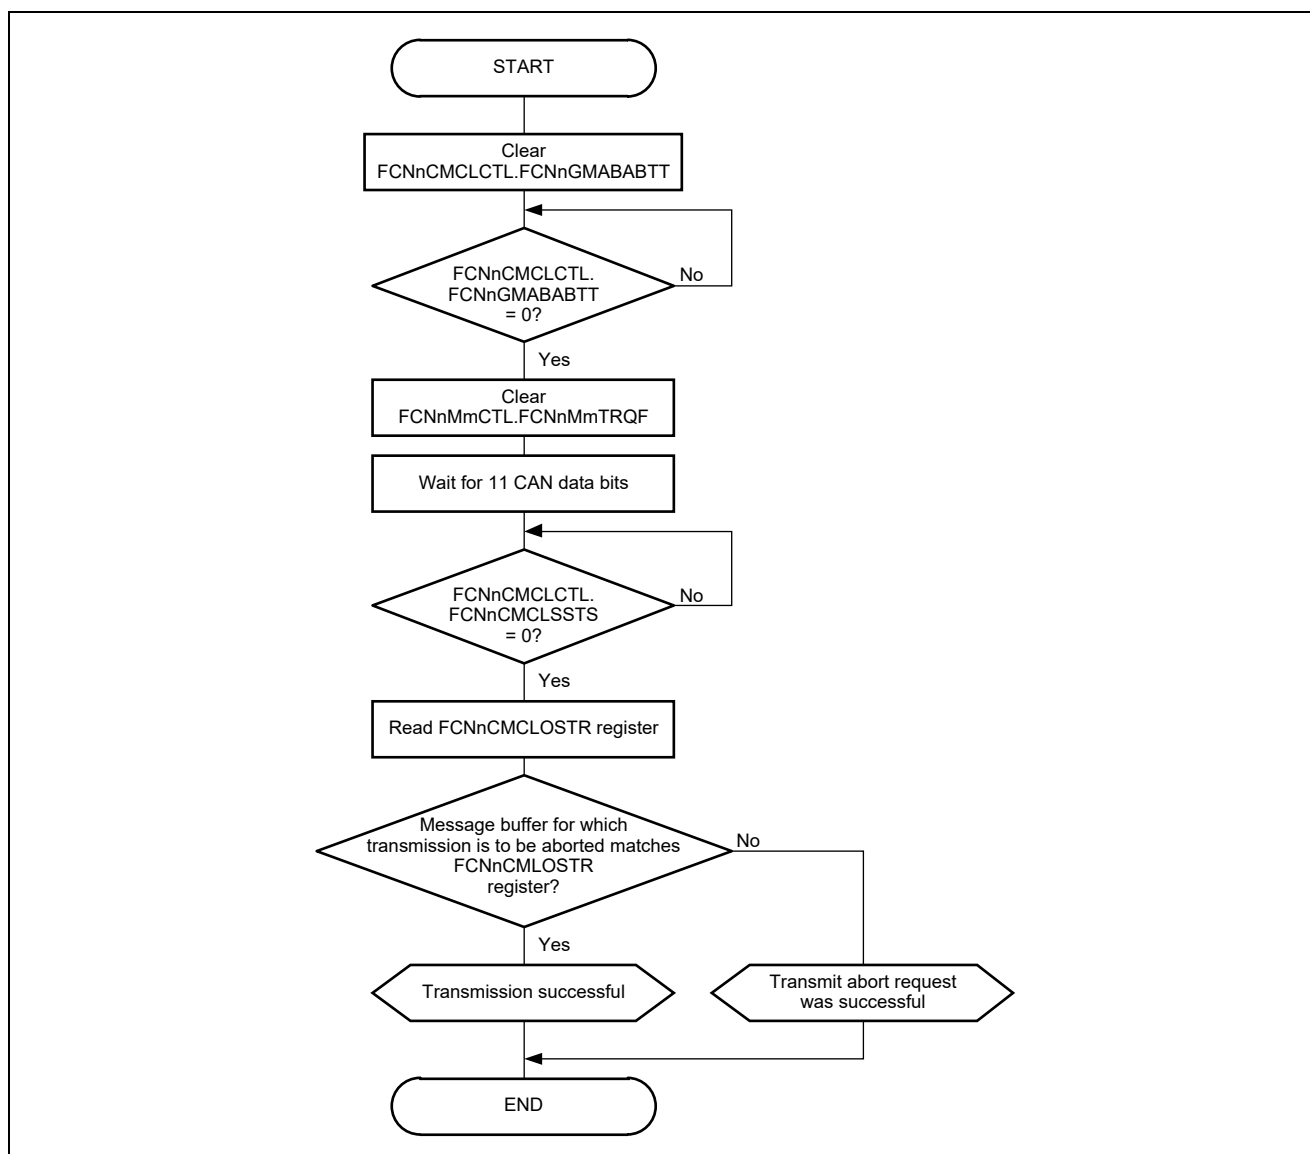 START
Clear
FCNnCMCLCTL.FCNnGMABABTT
FCNnCMCLCTL.
FCNnGMABABTT
= 0?
No
Yes
Clear
FCNnMmCTL.FCNnMmTRQF
Wait for 11 CAN data bits
FCNnCMCLCTL.
FCNnCMCLSSTS
= 0?
No
Yes
Read FCNnCMCLOSTR register
Message buffer for which
transmission is to be aborted matches
FCNnCMLOSTR
register?
No
Yes
Transmission successful
Transmit abort request
was successful
END